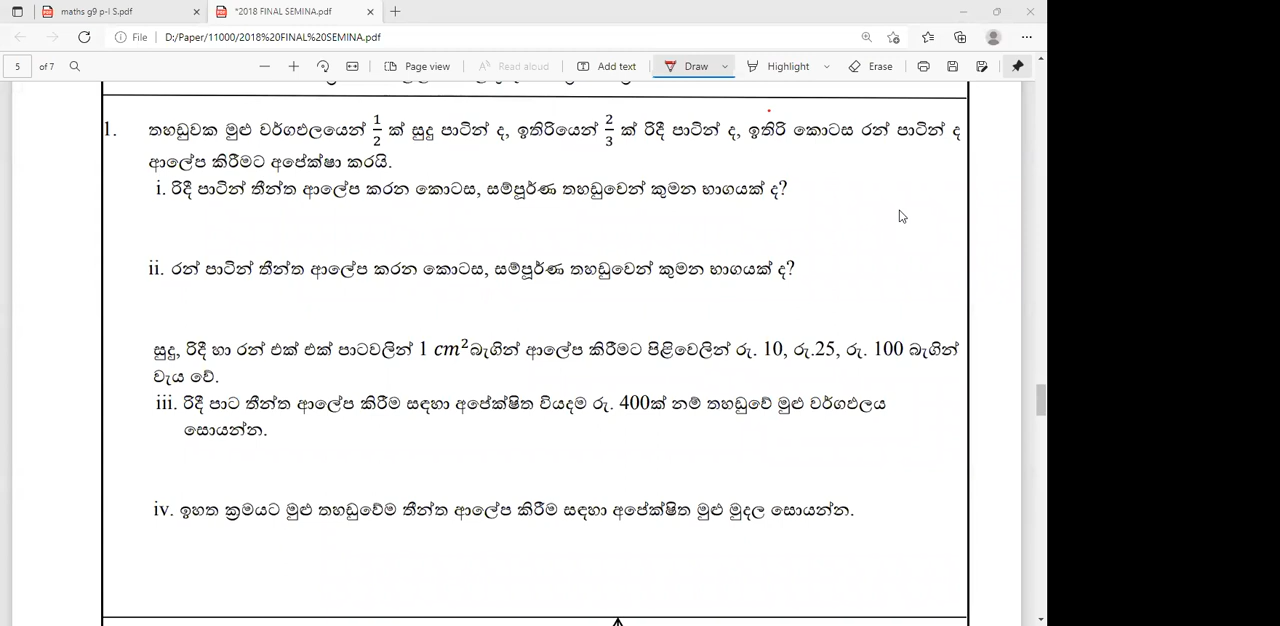 maths g9 p-I S.pdf
*2018 FINAL SEMINA.pdf
File D:/Paper/11000/2018%20FINAL%20SEMINA.pdf
5 of 7 Page view Read aloud Add text Draw Highlight Erase
1. තහඩුවක මුළු වර්ගඵලයෙන් 1/2 ක් සුදු පාටින් ද, ඉතිරියෙන් 2/3 ක් රිදී පාටින් ද, ඉතිරි කොටස රන් පාටින් ද
ආලේප කිරීමට අපේක්ෂා කරයි.
i. රිදී පාටින් තීන්ත ආලේප කරන කොටස, සම්පූර්ණ තහඩුවෙන් කුමන භාගයක් ද?
ii. රන් පාටින් තීන්ත ආලේප කරන කොටස, සම්පූර්ණ තහඩුවෙන් කුමන භාගයක් ද?
සුදු, රිදී හා රන් එක් එක් පාටවලින් 1 cm² බැගින් ආලේප කිරීමට පිළිවෙලින් රු. 10, රු.25, රු. 100 බැගින්
වැය වේ.
iii. රිදී පාට තීන්ත ආලේප කිරීම සඳහා අපේක්ෂිත වියදම රු. 400ක් නම් තහඩුවේ මුළු වර්ගඵලය
සොයන්න.
iv. ඉහත ක්‍රමයට මුළු තහඩුවේම තීන්ත ආලේප කිරීම සඳහා අපේක්ෂිත මුළු මුදල සොයන්න.